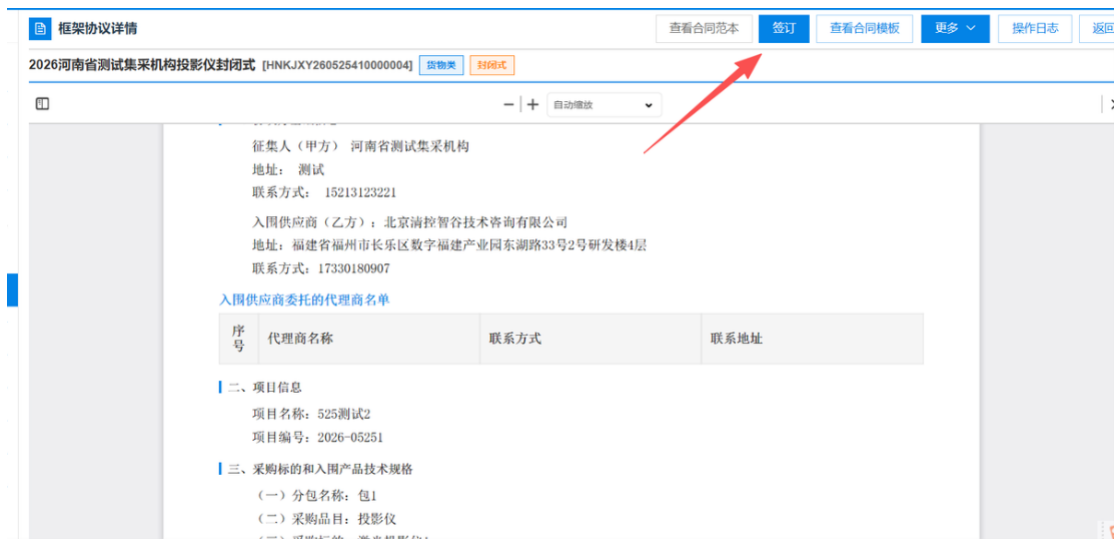 框架协议详情
查看合同范本 签订 查看合同模板 更多 操作日志 返回
2026河南省测试集采机构投影仪封闭式 [HNKJXY260525410000004] 货物类 封闭式
自动缩放
征集人（甲方） 河南省测试集采机构
地址： 测试
联系方式： 15213123221
入围供应商（乙方）：北京清控智谷技术咨询有限公司
地址：福建省福州市长乐区数字福建产业园东湖路33号2号研发楼4层
联系方式：17330180907
入围供应商委托的代理商名单
序号 代理商名称 联系方式 联系地址
二、项目信息
项目名称：525测试2
项目编号：2026-05251
三、采购标的和入围产品技术规格
（一）分包名称：包1
（二）采购品目：投影仪